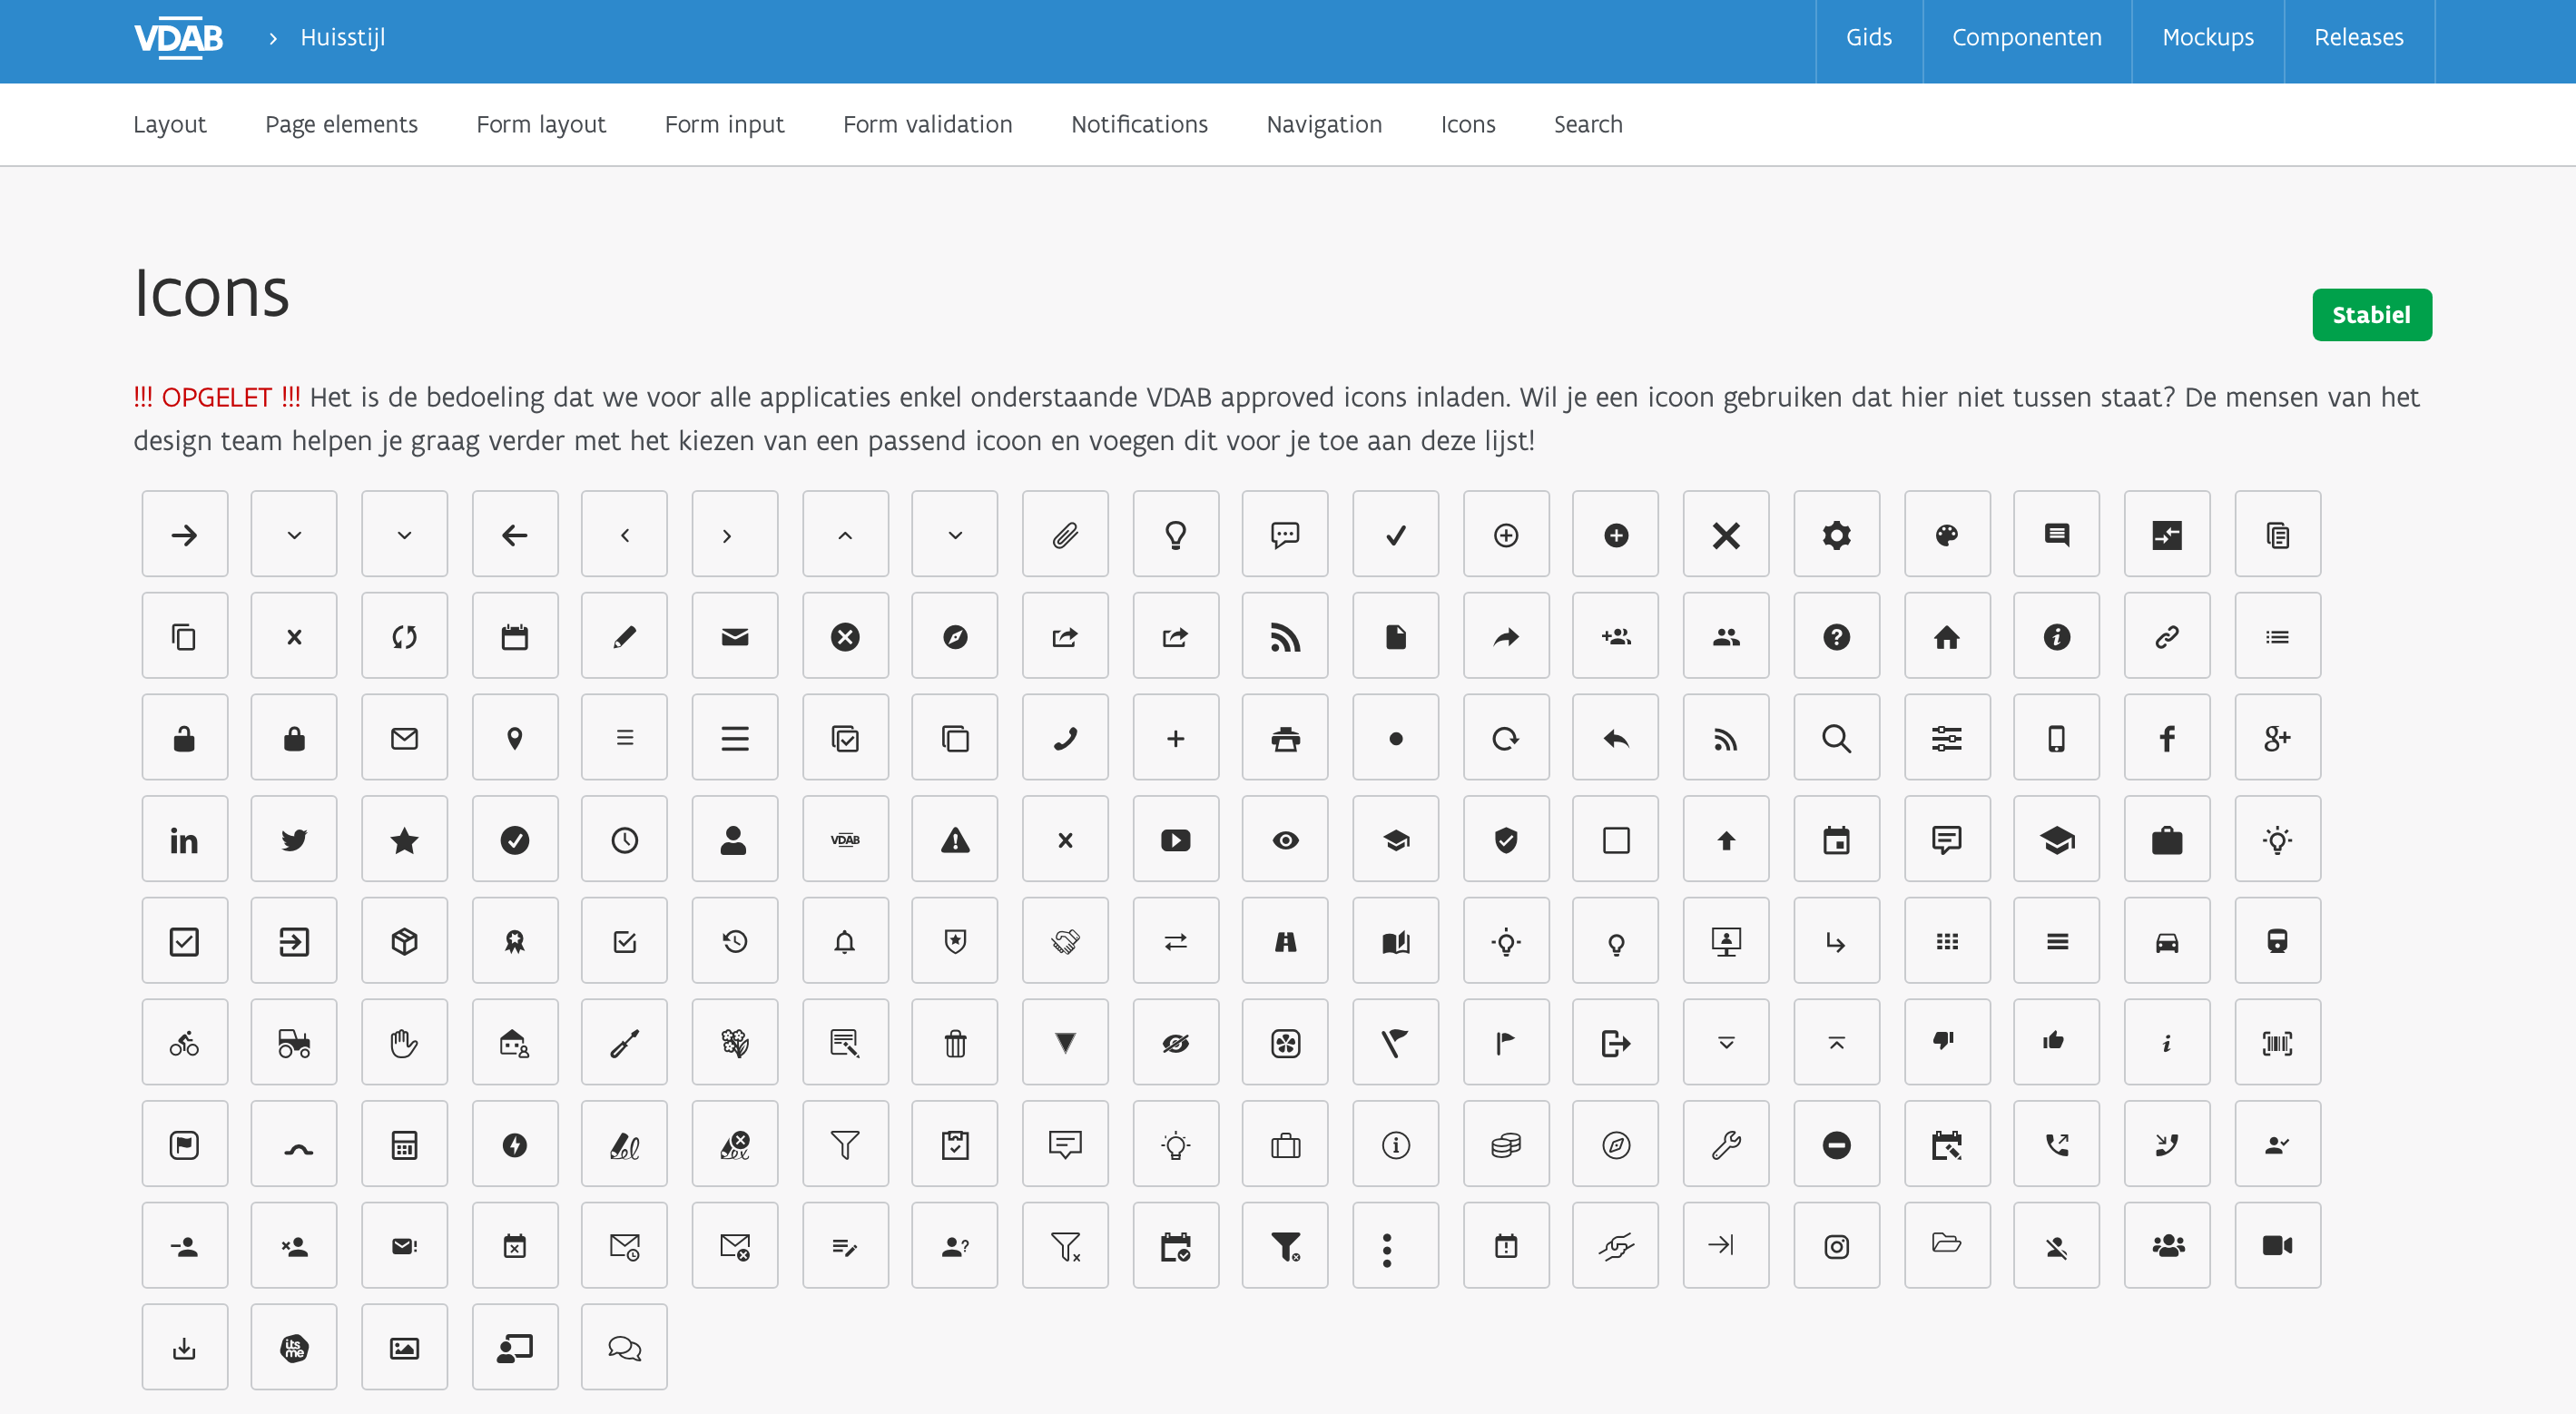 VDAB > Huisstijl Gids Componenten Mockups Releases
Layout Page elements Form layout Form input Form validation Notifications Navigation Icons Search
Icons
Stabiel
!!! OPGELET !!! Het is de bedoeling dat we voor alle applicaties enkel onderstaande VDAB approved icons inladen. Wil je een icoon gebruiken dat hier niet tussen staat? De mensen van het
design team helpen je graag verder met het kiezen van een passend icoon en voegen dit voor je toe aan deze lijst!
g+
in VDAB
its
me